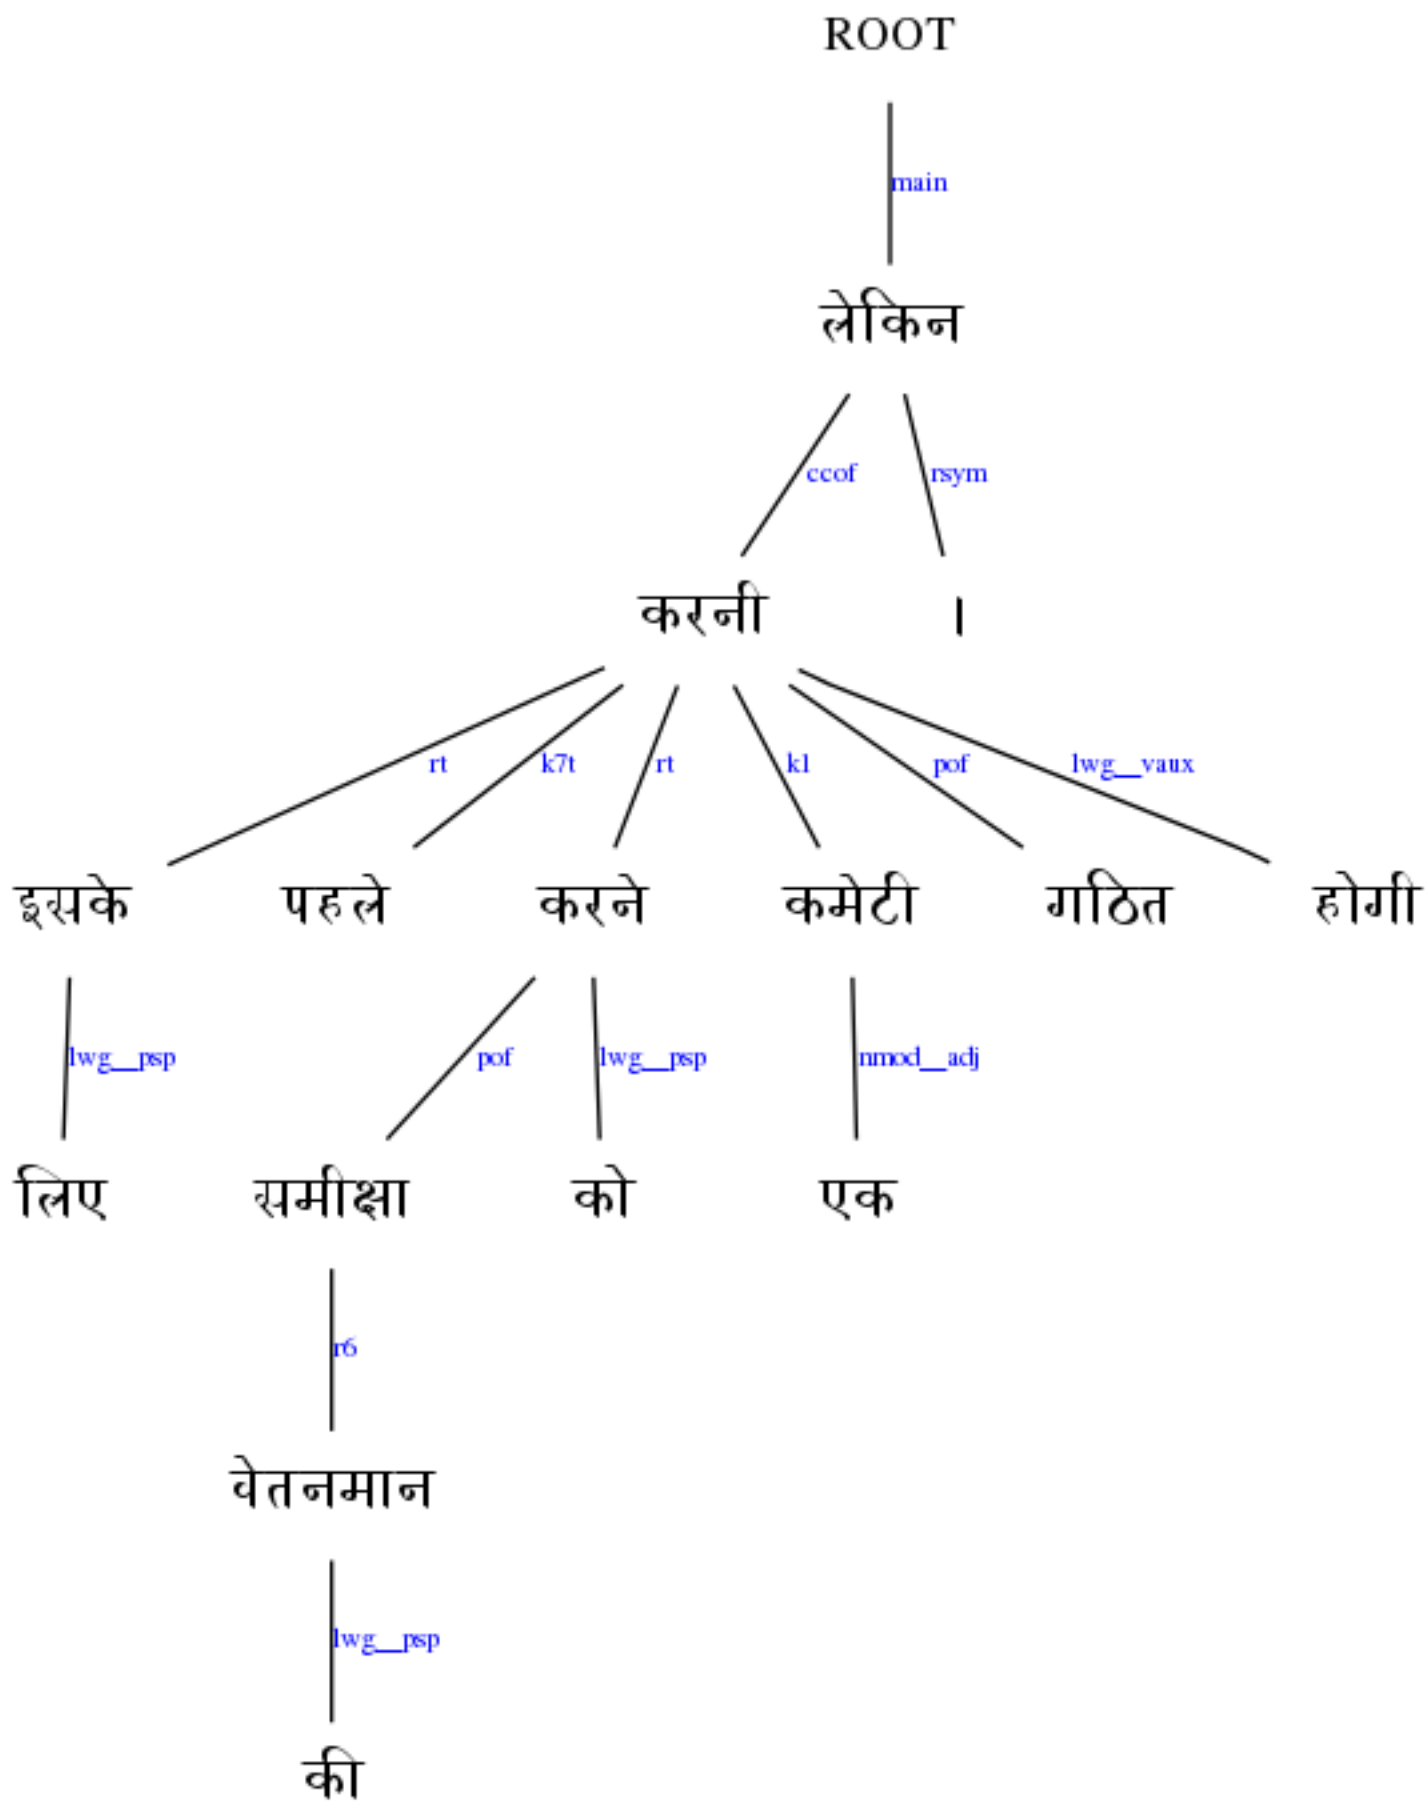 ROOT
main
लेकिन
ccof rsym
करनी ।
rt k7t rt k1 pof lwg__vaux
इसके पहले करने कमेटी गठित होगी
lwg__psp pof lwg__psp nmod__adj
लिए समीक्षा को एक
r6
वेतनमान
lwg__psp
की